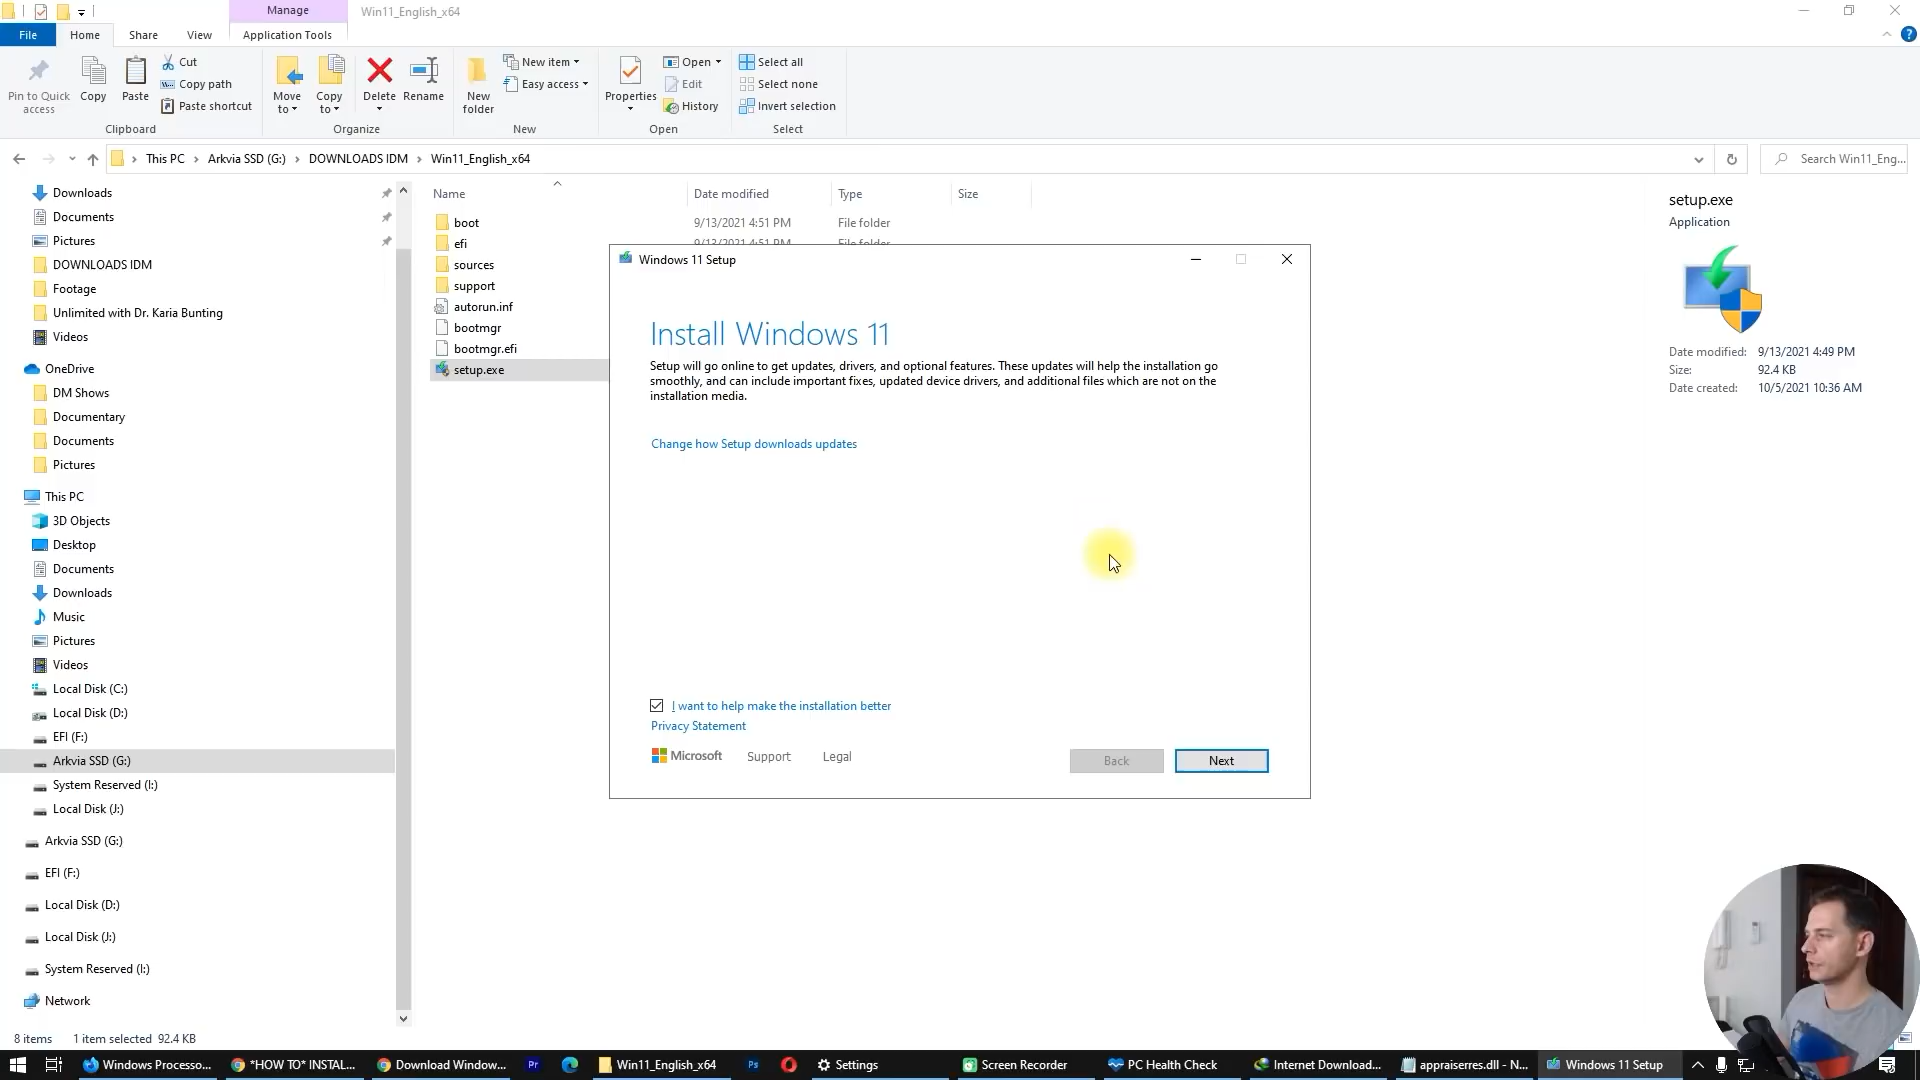 Manage
Win11_English_x64
File
Home
Share
View
Application Tools
Pin to Quick
access
Copy
Paste
Cut
Copy path
Paste shortcut
Clipboard
Move
to
Copy
to
Delete
Rename
Organize
New
folder
New item
Easy access
New
Properties
Open
Edit
History
Open
Select all
Select none
Invert selection
Select
This PC
Arkvia SSD (G:)
DOWNLOADS IDM
Win11_English_x64
Search Win11_Eng...
Downloads
Documents
Pictures
DOWNLOADS IDM
Footage
Unlimited with Dr. Karia Bunting
Videos
OneDrive
DM Shows
Documentary
Documents
Pictures
This PC
3D Objects
Desktop
Documents
Downloads
Music
Pictures
Videos
Local Disk (C:)
Local Disk (D:)
EFI (F:)
Arkvia SSD (G:)
System Reserved (I:)
Local Disk (J:)
Arkvia SSD (G:)
EFI (F:)
Local Disk (D:)
Local Disk (J:)
System Reserved (I:)
Network
Name
Date modified
Type
Size
boot
9/13/2021 4:51 PM
File folder
efi
9/13/2021 4:51 PM
File folder
sources
support
autorun.inf
bootmgr
bootmgr.efi
setup.exe
Windows 11 Setup
Install Windows 11
Setup will go online to get updates, drivers, and optional features. These updates will help the installation go
smoothly, and can include important fixes, updated device drivers, and additional files which are not on the
installation media.
Change how Setup downloads updates
I want to help make the installation better
Privacy Statement
Microsoft
Support
Legal
Back
Next
setup.exe
Application
Date modified: 9/13/2021 4:49 PM
Size: 92.4 KB
Date created: 10/5/2021 10:36 AM
8 items
1 item selected 92.4 KB
Windows Processo...
*HOW TO* INSTAL...
Download Window...
Pr
Win11_English_x64
Ps
Settings
Screen Recorder
PC Health Check
Internet Download...
appraiserres.dll - N...
Windows 11 Setup